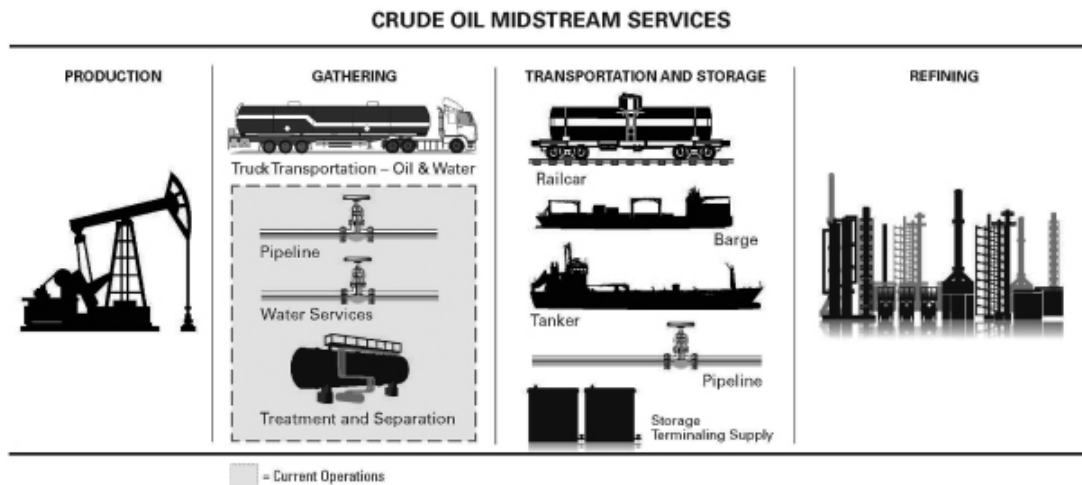 CRUDE OIL MIDSTREAM SERVICES
PRODUCTION
GATHERING
Truck Transportation – Oil & Water
Pipeline
Water Services
Treatment and Separation
TRANSPORTATION AND STORAGE
Railcar
Barge
Tanker
Pipeline
Storage
Terminaling Supply
REFINING
= Current Operations